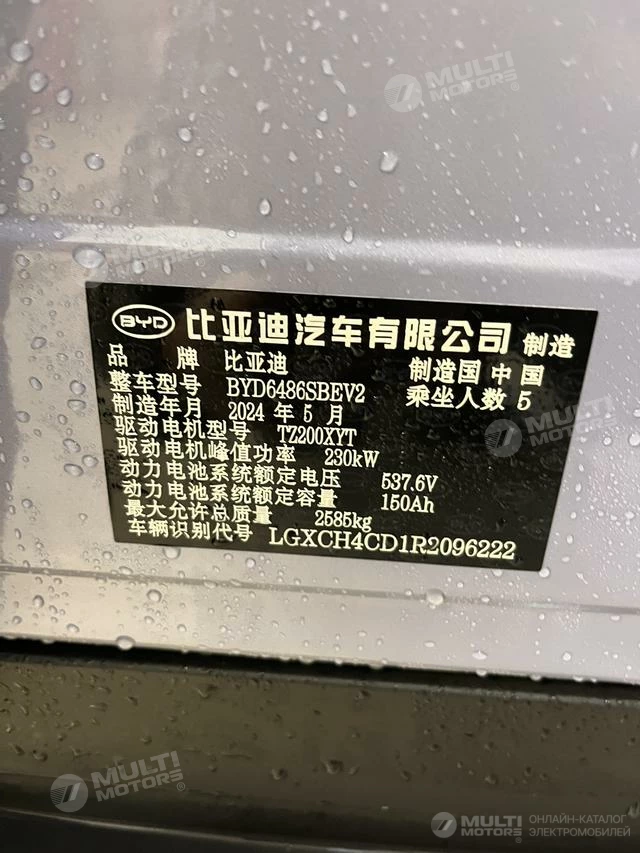 MULTI
MOTORS®
BYD 比亚迪汽车有限公司 制造
品牌 比亚迪 制造国 中国
整车型号 BYD6486SBEV2 乘坐人数 5
制造年月 2024 年 5 月
驱动电机型号 TZ200XYT
驱动电机峰值功率 230kW
动力电池系统额定电压 537.6V
动力电池系统额定容量 150Ah
最大允许总质量 2585kg
车辆识别代号 LGXCH4CD1R2096222
MULTI
MOTORS®
MULTI
MOTORS®
MULTI
MOTORS®
ОНЛАЙН-КАТАЛОГ
ЭЛЕКТРОМОБИЛЕЙ